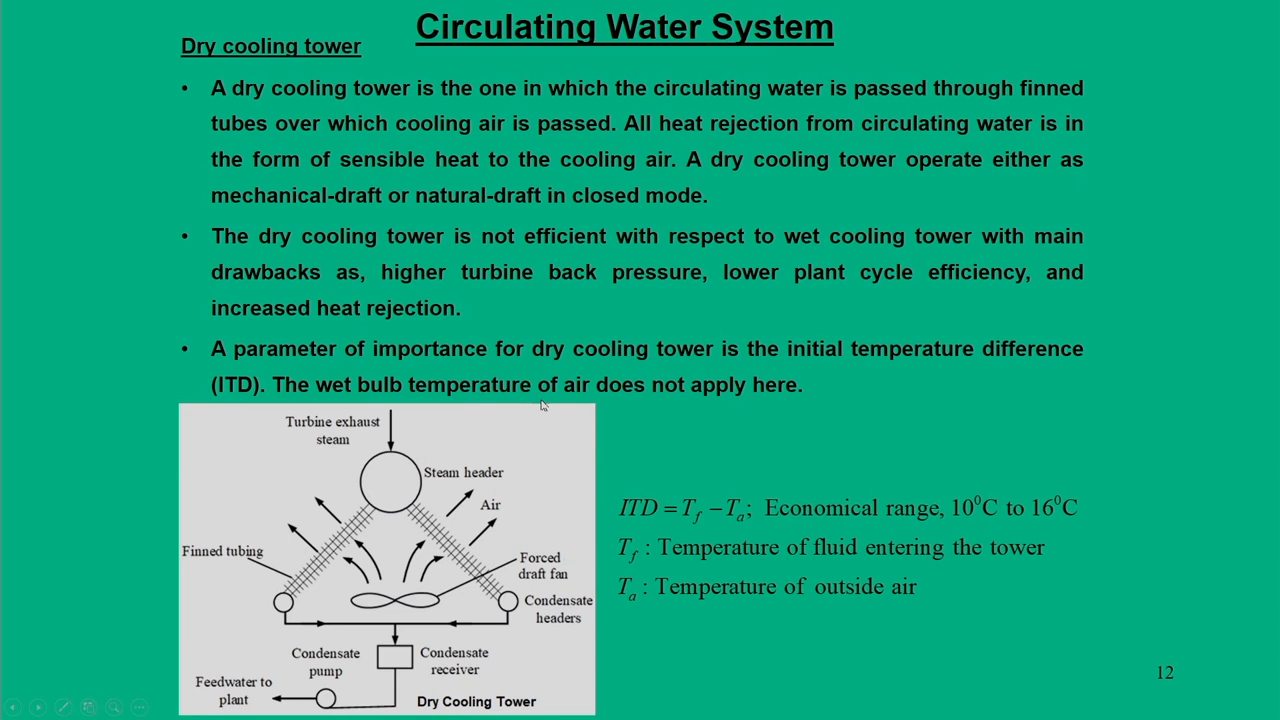 Circulating Water System
Dry cooling tower
• A dry cooling tower is the one in which the circulating water is passed through finned
tubes over which cooling air is passed. All heat rejection from circulating water is in
the form of sensible heat to the cooling air. A dry cooling tower operate either as
mechanical-draft or natural-draft in closed mode.
• The dry cooling tower is not efficient with respect to wet cooling tower with main
drawbacks as, higher turbine back pressure, lower plant cycle efficiency, and
increased heat rejection.
• A parameter of importance for dry cooling tower is the initial temperature difference
(ITD). The wet bulb temperature of air does not apply here.
Turbine exhaust
steam
Steam header
Air
Finned tubing
Forced
draft fan
Condensate
headers
Condensate
pump
Condensate
receiver
Feedwater to
plant
Dry Cooling Tower
ITD = T_f − T_a; Economical range, 10⁰C to 16⁰C
T_f : Temperature of fluid entering the tower
T_a : Temperature of outside air
12